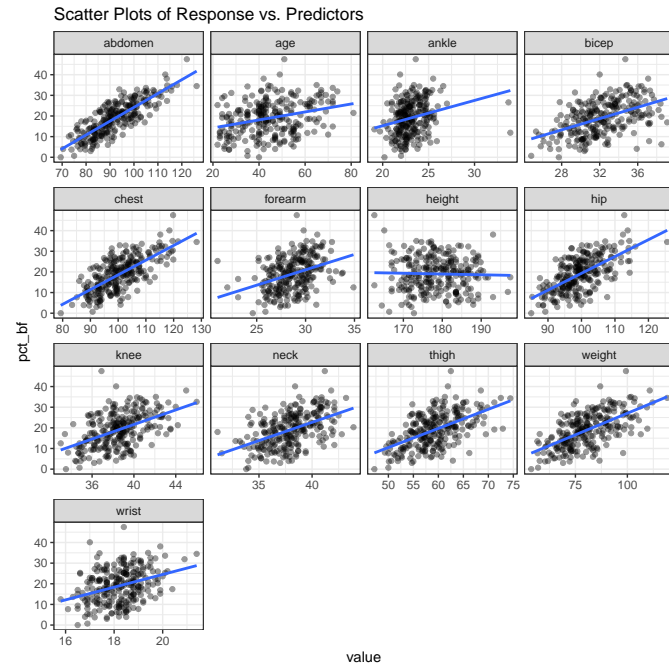 Scatter Plots of Response vs. Predictors
abdomen age ankle bicep
40
30
20
10
0
70 80 90 100 110 120 20 40 60 80 20 25 30 28 32 36
chest forearm height hip
40
30
20
10
0
80 90 100 110 120 130 25 30 35 170 180 190 90 100 110 120
pct_bf
knee neck thigh weight
40
30
20
10
0
36 40 44 35 40 50 55 60 65 70 75 75 100
wrist
40
30
20
10
0
16 18 20
value